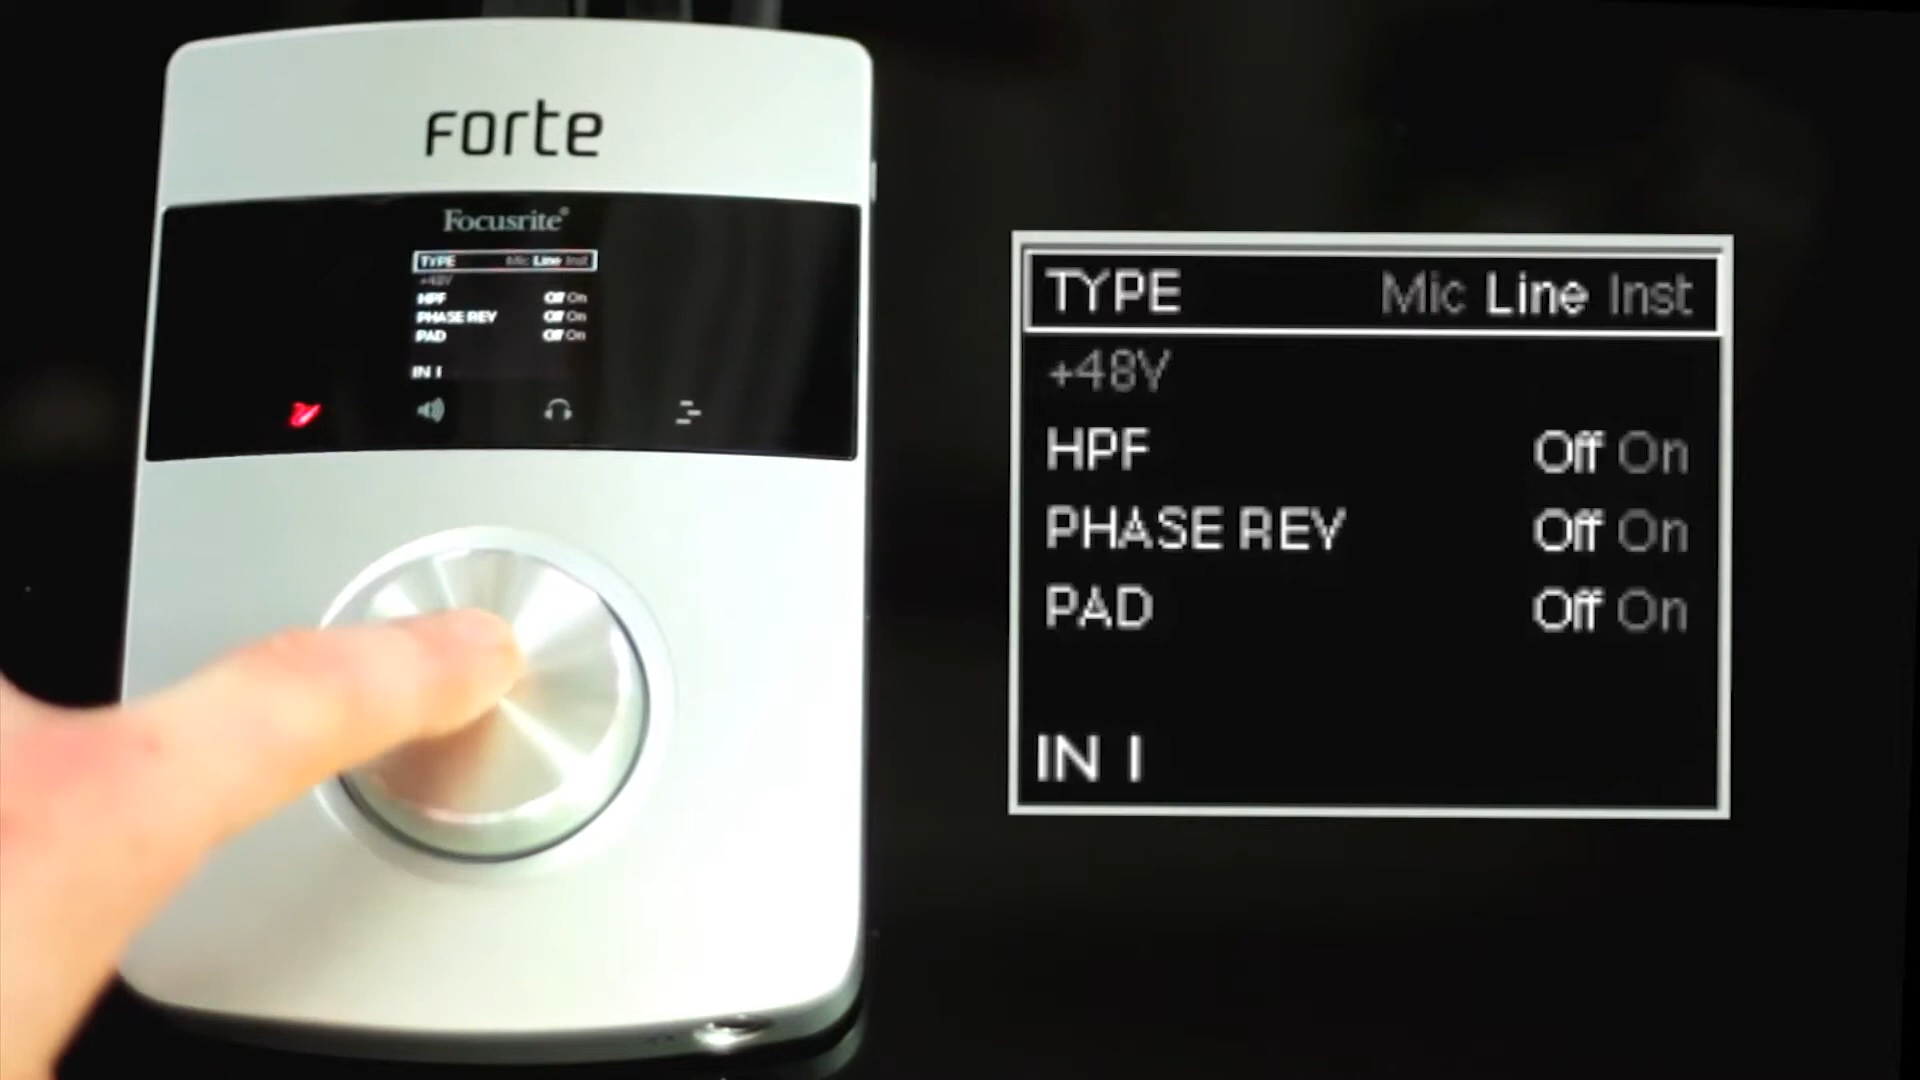 Forte
Focusrite®
TYPE Mic Line Inst
+48V
HPF Off On
PHASE REV Off On
PAD Off On
IN 1
TYPE Mic Line Inst
+48V
HPF Off On
PHASE REV Off On
PAD Off On
IN 1